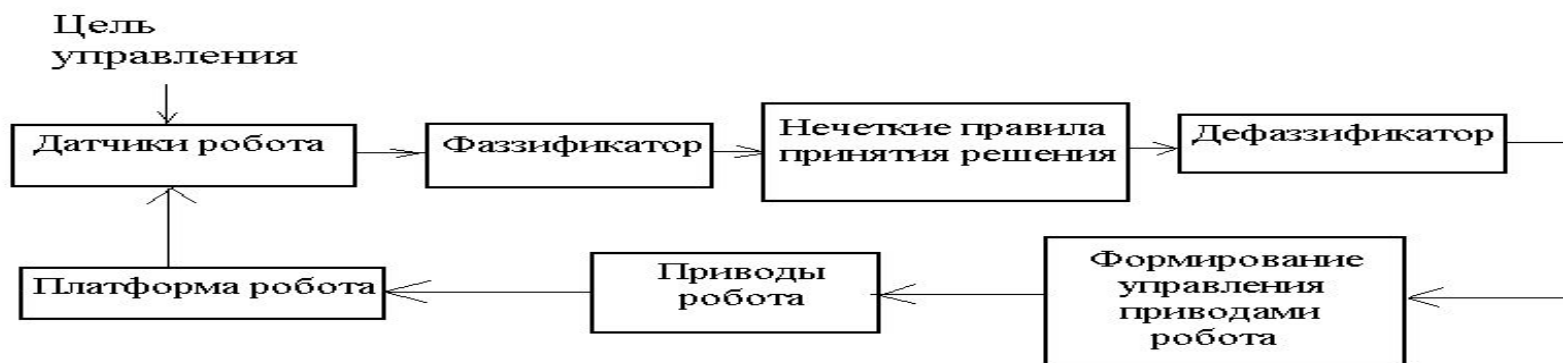 Цель
управления
Датчики робота
Фаззификатор
Нечеткие правила
принятия решения
Дефаззификатор
Платформа робота
Приводы
робота
Формирование
управления
приводами
робота